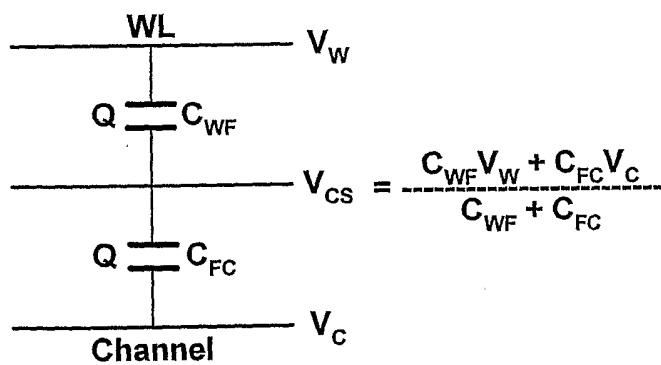 WL
V_W
Q C_WF
V_CS = C_WF V_W + C_FC V_C
C_WF + C_FC
Q C_FC
V_C
Channel